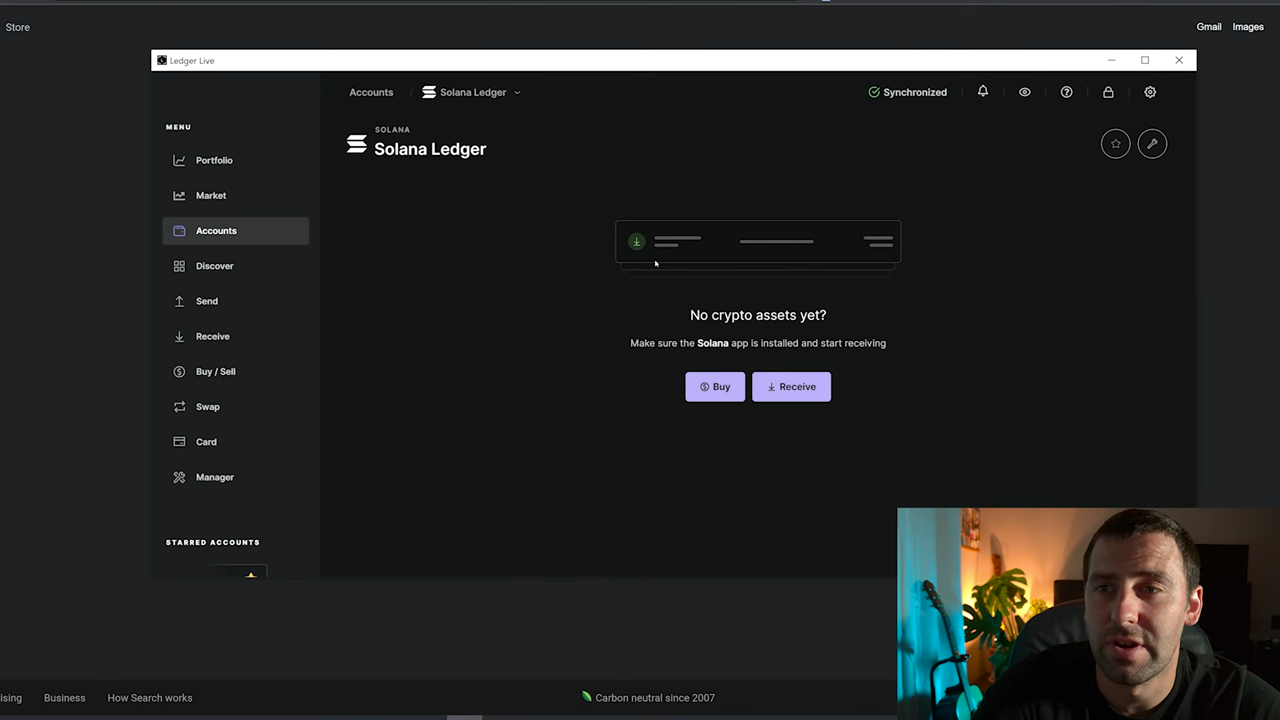 Store
Gmail
Images
Ledger Live
Accounts / Solana Ledger
Synchronized
SOLANA
Solana Ledger
MENU
Portfolio
Market
Accounts
Discover
Send
Receive
Buy / Sell
Swap
Card
Manager
STARRED ACCOUNTS
No crypto assets yet?
Make sure the Solana app is installed and start receiving
Buy
Receive
ising
Business
How Search works
Carbon neutral since 2007